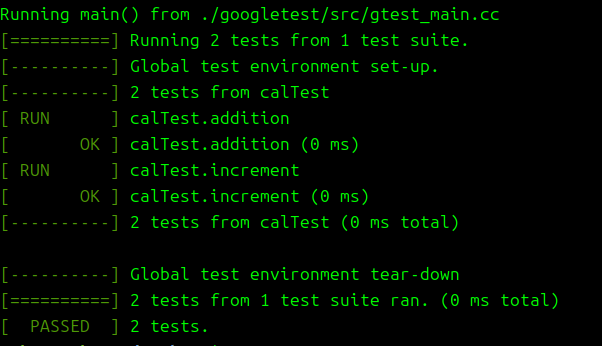 Running main() from ./googletest/src/gtest_main.cc
[==========] Running 2 tests from 1 test suite.
[----------] Global test environment set-up.
[----------] 2 tests from calTest
[ RUN      ] calTest.addition
[       OK ] calTest.addition (0 ms)
[ RUN      ] calTest.increment
[       OK ] calTest.increment (0 ms)
[----------] 2 tests from calTest (0 ms total)

[----------] Global test environment tear-down
[==========] 2 tests from 1 test suite ran. (0 ms total)
[  PASSED  ] 2 tests.